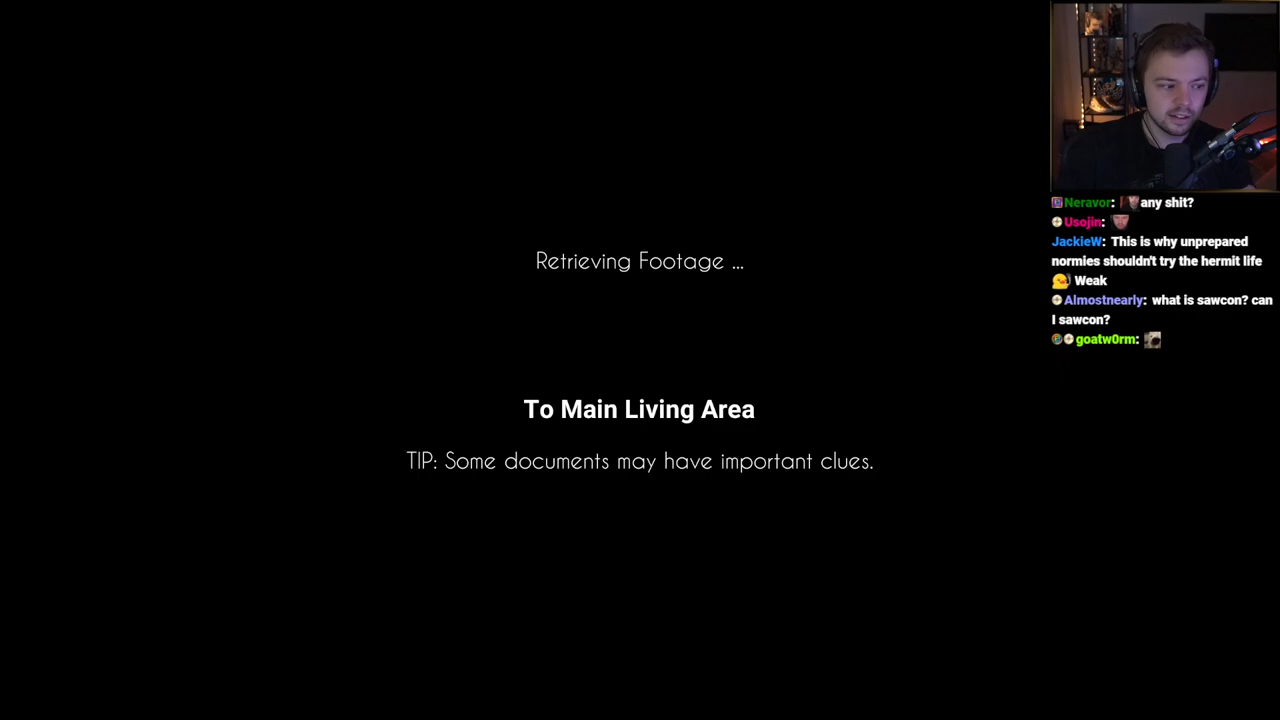 Retrieving Footage ...
To Main Living Area
TIP: Some documents may have important clues.
Neravor: any shit?
Usojin:
JackieW: This is why unprepared
normies shouldn't try the hermit life
Weak
Almostnearly: what is sawcon? can
I sawcon?
goatw0rm: